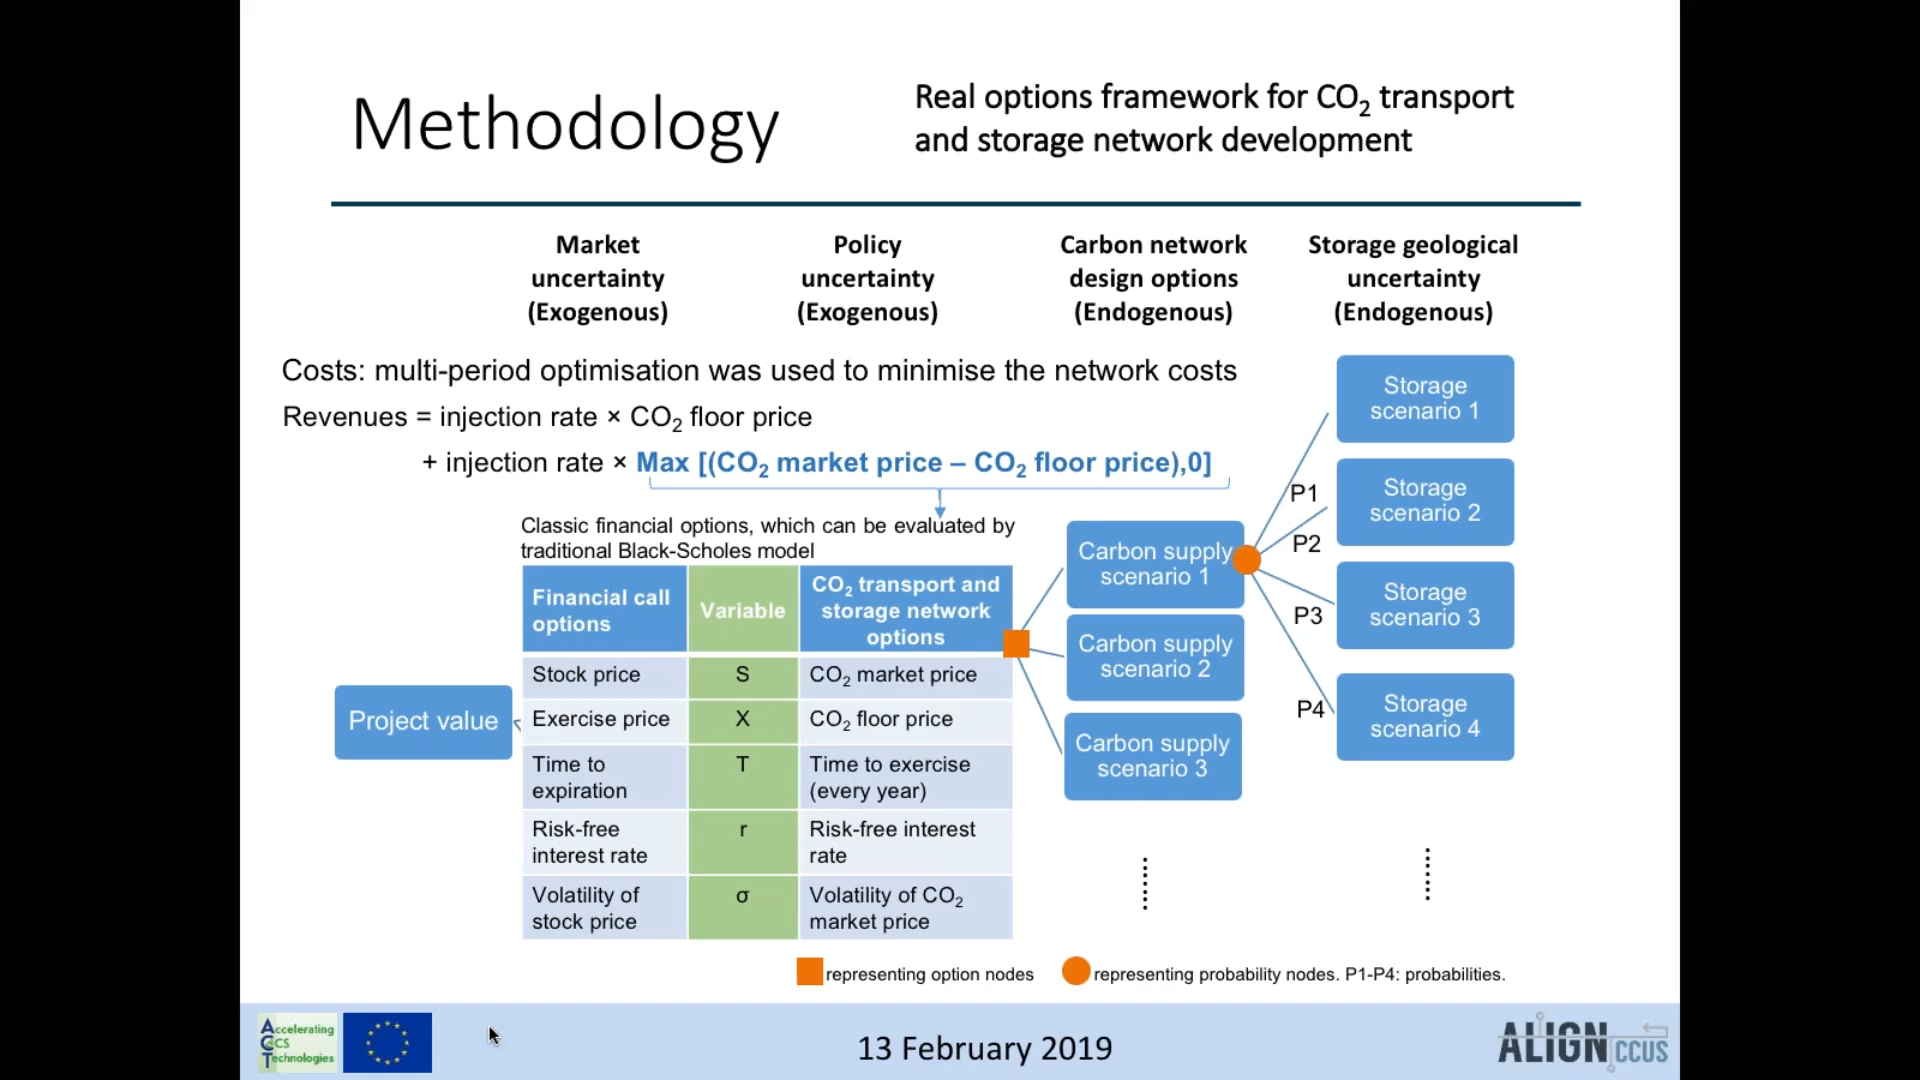 Methodology
Real options framework for CO₂ transport
and storage network development
Market
uncertainty
(Exogenous)
Policy
uncertainty
(Exogenous)
Carbon network
design options
(Endogenous)
Storage geological
uncertainty
(Endogenous)
Costs: multi-period optimisation was used to minimise the network costs
Revenues = injection rate × CO₂ floor price
+ injection rate × Max [(CO₂ market price – CO₂ floor price),0]
Classic financial options, which can be evaluated by
traditional Black-Scholes model
Project value
Financial call
options
Variable
CO₂ transport and
storage network
options
Stock price
S
CO₂ market price
Exercise price
X
CO₂ floor price
Time to
expiration
T
Time to exercise
(every year)
Risk-free
interest rate
r
Risk-free interest
rate
Volatility of
stock price
σ
Volatility of CO₂
market price
Carbon supply
scenario 1
Carbon supply
scenario 2
Carbon supply
scenario 3
P1
P2
P3
P4
Storage
scenario 1
Storage
scenario 2
Storage
scenario 3
Storage
scenario 4
representing option nodes
representing probability nodes. P1-P4: probabilities.
Accelerating
CCS
Technologies
13 February 2019
ALIGN CCUS